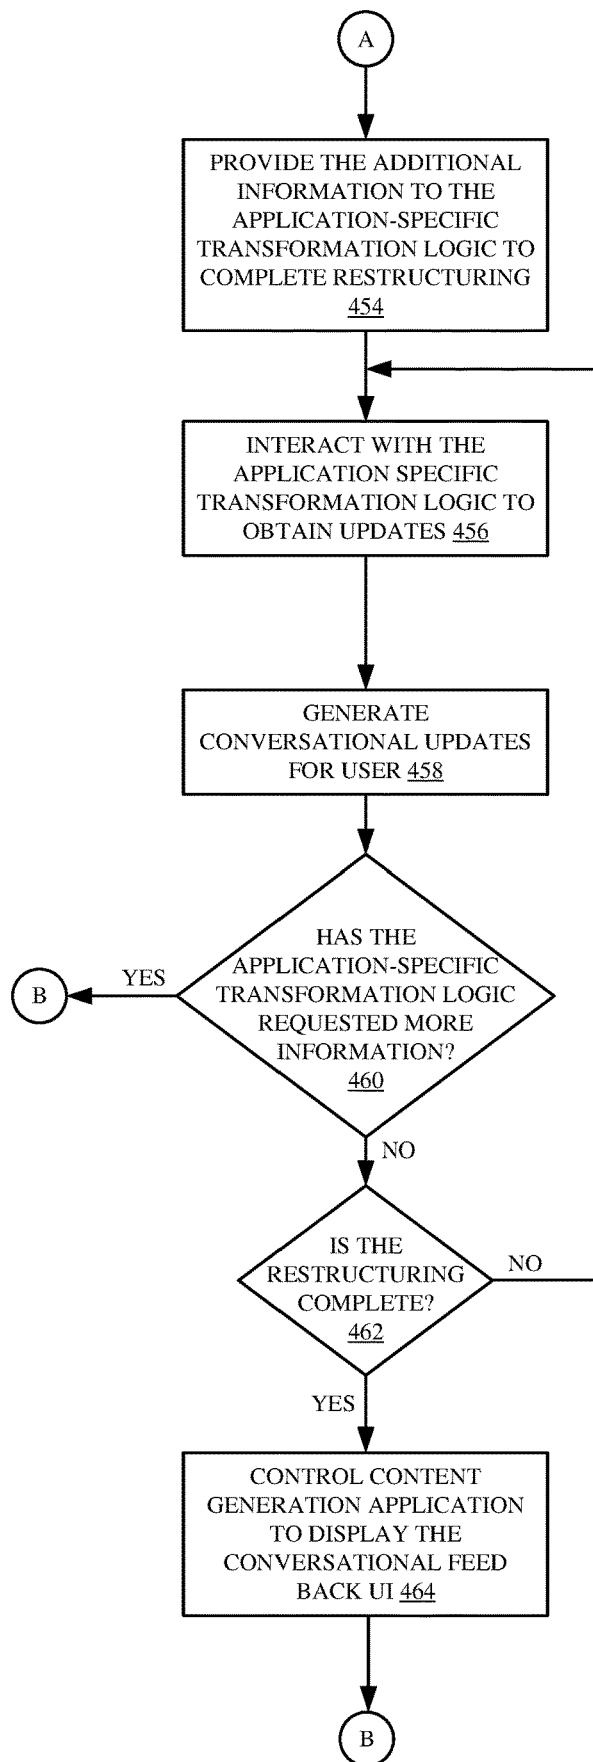 A
PROVIDE THE ADDITIONAL
INFORMATION TO THE
APPLICATION-SPECIFIC
TRANSFORMATION LOGIC TO
COMPLETE RESTRUCTURING
454
INTERACT WITH THE
APPLICATION SPECIFIC
TRANSFORMATION LOGIC TO
OBTAIN UPDATES 456
GENERATE
CONVERSATIONAL UPDATES
FOR USER 458
HAS THE
APPLICATION-SPECIFIC
TRANSFORMATION LOGIC
REQUESTED MORE
INFORMATION?
460
YES
B
NO
IS THE
RESTRUCTURING
COMPLETE?
462
NO
YES
CONTROL CONTENT
GENERATION APPLICATION
TO DISPLAY THE
CONVERSATIONAL FEED
BACK UI 464
B